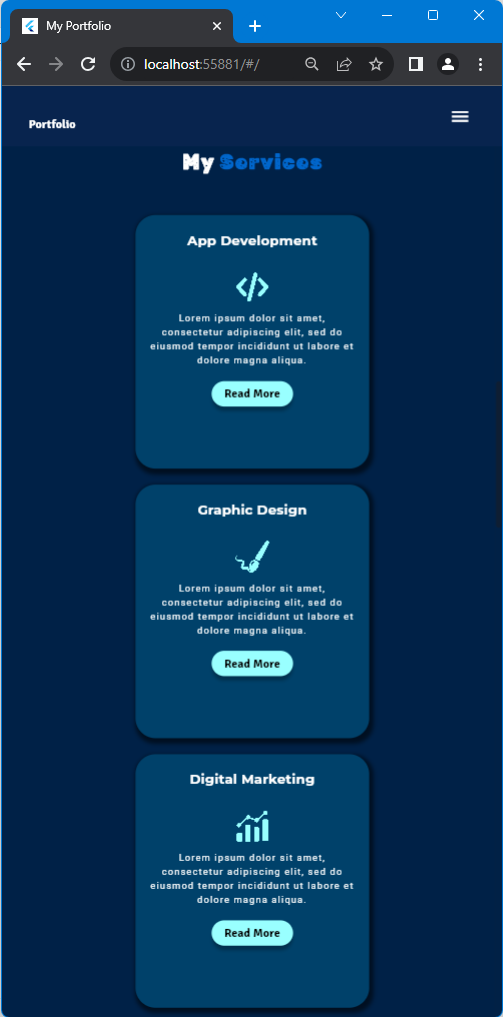 My Portfolio
localhost:55881/#/
Portfolio
My Services
App Development
Lorem ipsum dolor sit amet,
consectetur adipiscing elit, sed do
eiusmod tempor incididunt ut labore et
dolore magna aliqua.
Read More
Graphic Design
Lorem ipsum dolor sit amet,
consectetur adipiscing elit, sed do
eiusmod tempor incididunt ut labore et
dolore magna aliqua.
Read More
Digital Marketing
Lorem ipsum dolor sit amet,
consectetur adipiscing elit, sed do
eiusmod tempor incididunt ut labore et
dolore magna aliqua.
Read More